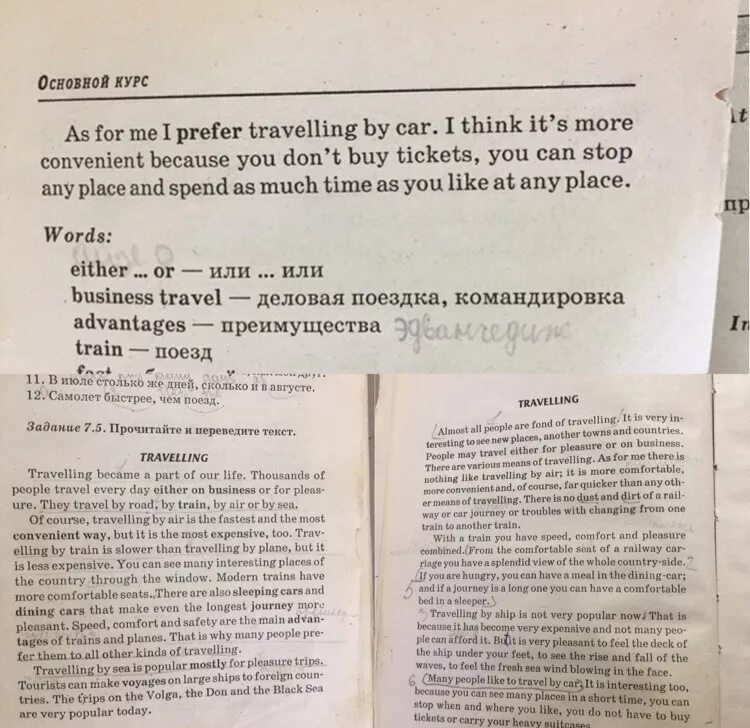 Основной курс
As for me I prefer travelling by car. I think it's more
convenient because you don't buy tickets, you can stop
any place and spend as much time as you like at any place.
Words:
either ... or — или ... или
business travel — деловая поездка, командировка
advantages — преимущества Эдванчедиж
train — поезд
11. В июле столько же дней, сколько и в августе.
12. Самолет быстрее, чем поезд.
Задание 7.5. Прочитайте и переведите текст.
TRAVELLING
Travelling became a part of our life. Thousands of
people travel every day either on business or for pleas-
ure. They travel by road, by train, by air or by sea.
Of course, travelling by air is the fastest and the most
convenient way, but it is the most expensive, too. Trav-
elling by train is slower than travelling by plane, but it
is less expensive. You can see many interesting places of
the country through the window. Modern trains have
more comfortable seats. There are also sleeping cars and
dining cars that make even the longest journey more
pleasant. Speed, comfort and safety are the main advan-
tages of trains and planes. That is why many people pre-
fer them to all other kinds of travelling.
Travelling by sea is popular mostly for pleasure trips.
Tourists can make voyages on large ships to foreign coun-
tries. The trips on the Volga, the Don and the Black Sea
are very popular today.
TRAVELLING
Almost all people are fond of travelling. It is very in-
teresting to see new places, another towns and countries.
People may travel either for pleasure or on business.
There are various means of travelling. As for me there is
nothing like travelling by air; it is more comfortable,
more convenient and, of course, far quicker than any oth-
er means of travelling. There is no dust and dirt of a rail-
way or car journey or troubles with changing from one
train to another train.
With a train you have speed, comfort and pleasure
combined. From the comfortable seat of a railway car-
riage you have a splendid view of the whole country-side. 2
If you are hungry, you can have a meal in the dining-car;
5 and if a journey is a long one you can have a comfortable
bed in a sleeper.
Travelling by ship is not very popular now. That is
because it has become very expensive and not many peo-
ple can afford it. But it is very pleasant to feel the deck of
the ship under your feet, to see the rise and fall of the
waves, to feel the fresh sea wind blowing in the face.
6 Many people like to travel by car. It is interesting too,
because you can see many places in a short time, you can
stop when and where you like, you do not have to buy
tickets or carry your heavy suitcases.